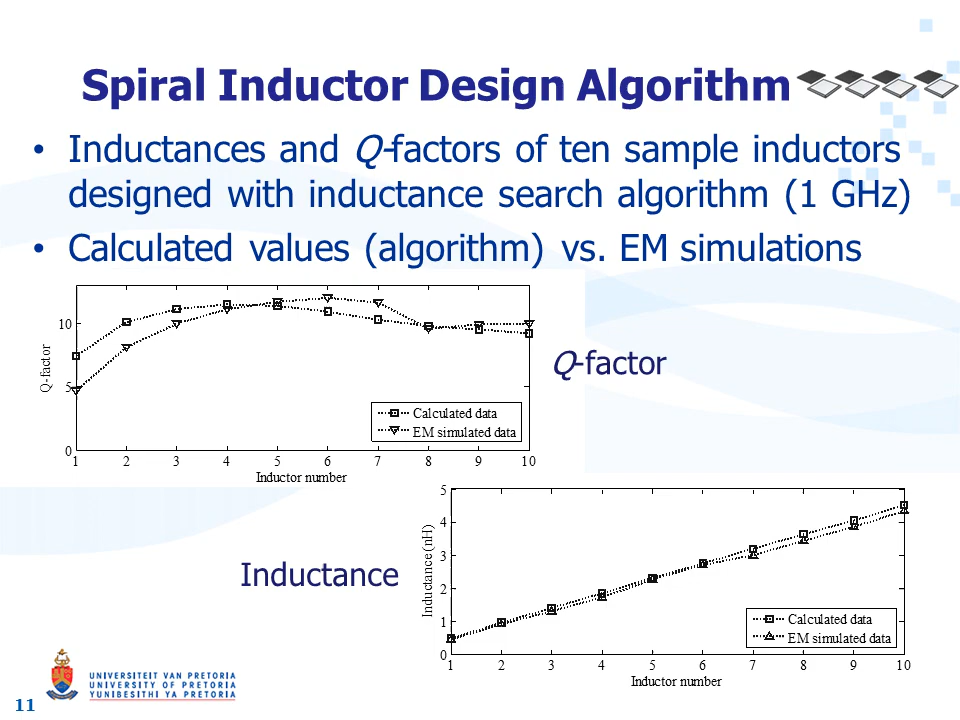 Spiral Inductor Design Algorithm
• Inductances and Q-factors of ten sample inductors
designed with inductance search algorithm (1 GHz)
• Calculated values (algorithm) vs. EM simulations
10
5
0
Q-factor
1 2 3 4 5 6 7 8 9 10
Inductor number
Calculated data
EM simulated data
Q-factor
Inductance
5
4
3
2
1
0
Inductance (nH)
1 2 3 4 5 6 7 8 9 10
Inductor number
Calculated data
EM simulated data
UNIVERSITEIT VAN PRETORIA
UNIVERSITY OF PRETORIA
YUNIBESITHI YA PRETORIA
11